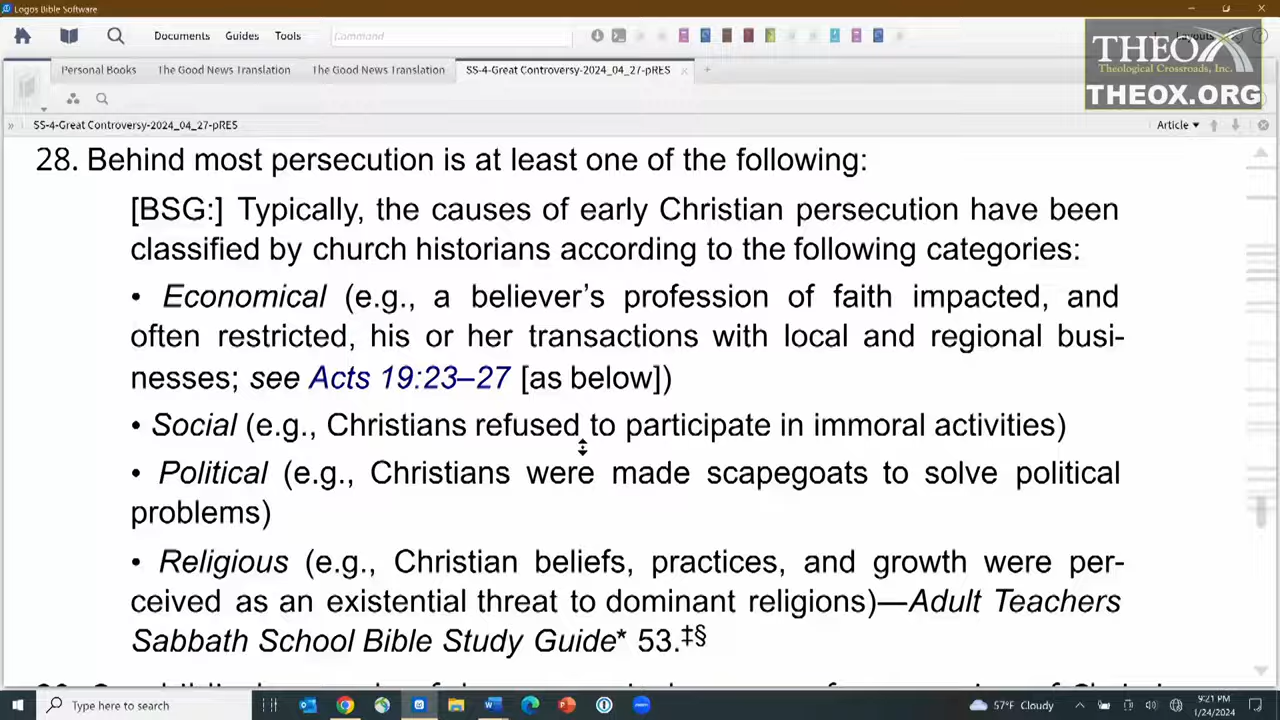 Logos Bible Software
Documents Guides Tools Command
THEOX
Theological Crossroads, Inc.
THEOX.ORG
Personal Books The Good News Translation The Good News Transla SS-4-Great Controversy-2024_04_27-pRES
SS-4-Great Controversy-2024_04_27-pRES Article
28. Behind most persecution is at least one of the following:
[BSG:] Typically, the causes of early Christian persecution have been
classified by church historians according to the following categories:
• Economical (e.g., a believer's profession of faith impacted, and
often restricted, his or her transactions with local and regional busi-
nesses; see Acts 19:23–27 [as below])
• Social (e.g., Christians refused to participate in immoral activities)
• Political (e.g., Christians were made scapegoats to solve political
problems)
• Religious (e.g., Christian beliefs, practices, and growth were per-
ceived as an existential threat to dominant religions)—Adult Teachers
Sabbath School Bible Study Guide* 53.‡§
Type here to search
57°F Cloudy
9:21 PM
1/24/2024